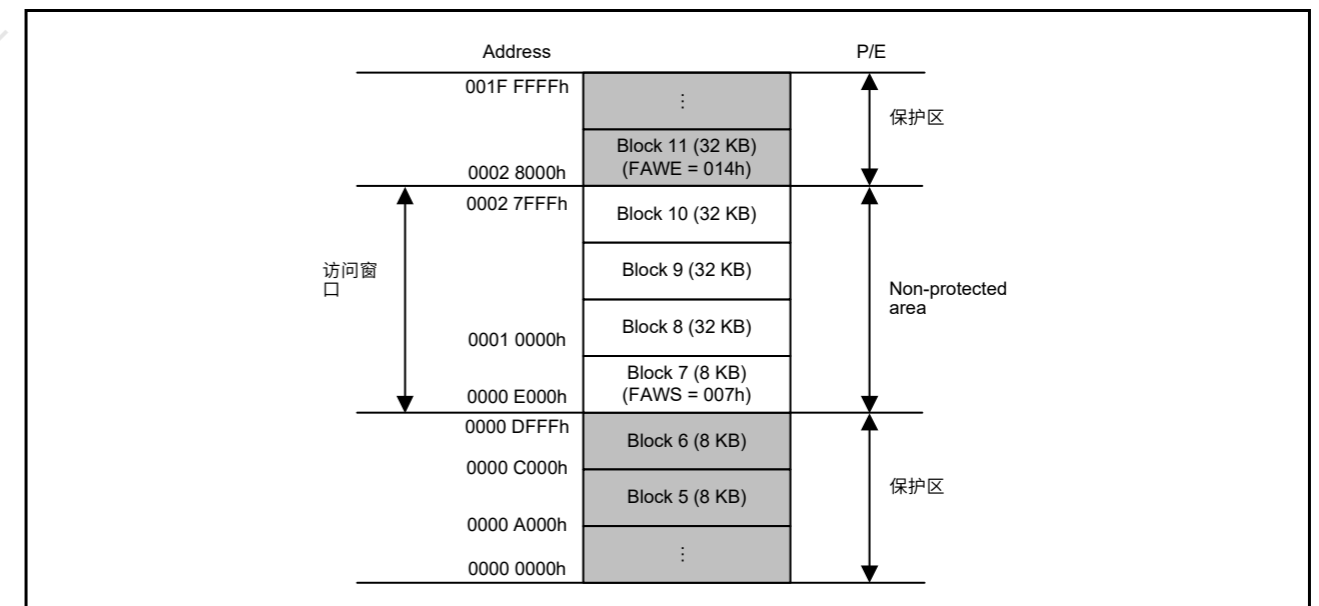 Address
P/E
001F FFFFh
⋮
保护区
Block 11 (32 KB)
(FAWE = 014h)
0002 8000h
0002 7FFFh
Block 10 (32 KB)
访问窗
口
Block 9 (32 KB)
Non-protected
area
Block 8 (32 KB)
0001 0000h
Block 7 (8 KB)
(FAWS = 007h)
0000 E000h
0000 DFFFh
Block 6 (8 KB)
0000 C000h
保护区
Block 5 (8 KB)
0000 A000h
⋮
0000 0000h